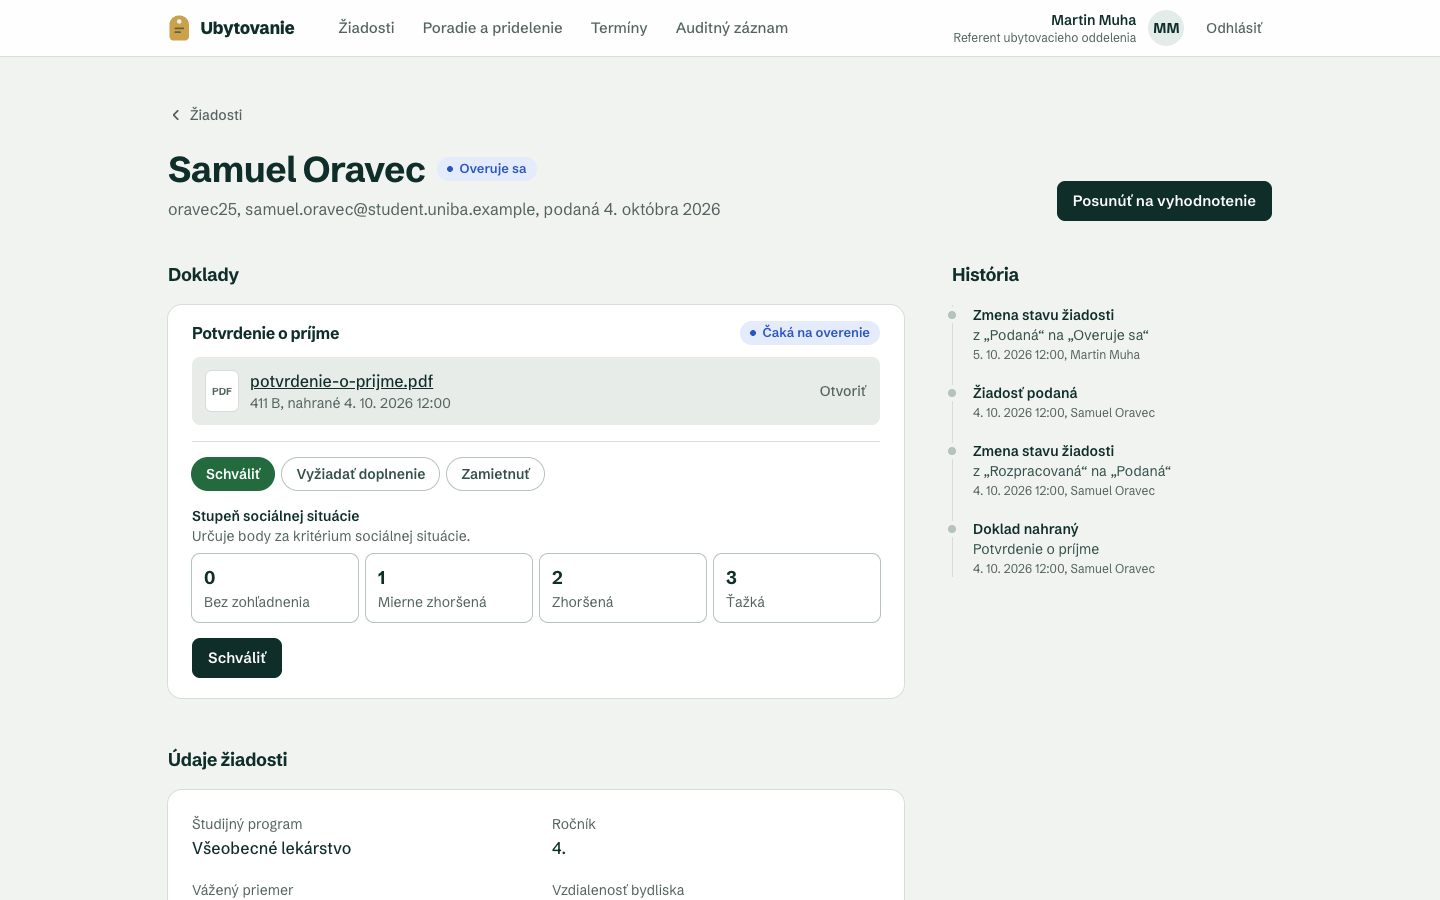 Ubytovanie
Žiadosti
Poradie a pridelenie
Termíny
Auditný záznam
Martin Muha
Referent ubytovacieho oddelenia
MM
Odhlásiť
Žiadosti
Samuel Oravec
Overuje sa
oravec25, samuel.oravec@student.uniba.example, podaná 4. októbra 2026
Posunúť na vyhodnotenie
Doklady
Potvrdenie o príjme
Čaká na overenie
PDF
potvrdenie-o-prijme.pdf
411 B, nahrané 4. 10. 2026 12:00
Otvoriť
Schváliť
Vyžiadať doplnenie
Zamietnuť
Stupeň sociálnej situácie
Určuje body za kritérium sociálnej situácie.
0
Bez zohľadnenia
1
Mierne zhoršená
2
Zhoršená
3
Ťažká
Schváliť
História
Zmena stavu žiadosti
z „Podaná“ na „Overuje sa“
5. 10. 2026 12:00, Martin Muha
Žiadosť podaná
4. 10. 2026 12:00, Samuel Oravec
Zmena stavu žiadosti
z „Rozpracovaná“ na „Podaná“
4. 10. 2026 12:00, Samuel Oravec
Doklad nahraný
Potvrdenie o príjme
4. 10. 2026 12:00, Samuel Oravec
Údaje žiadosti
Študijný program
Všeobecné lekárstvo
Ročník
4.
Vážený priemer
Vzdialenosť bydliska